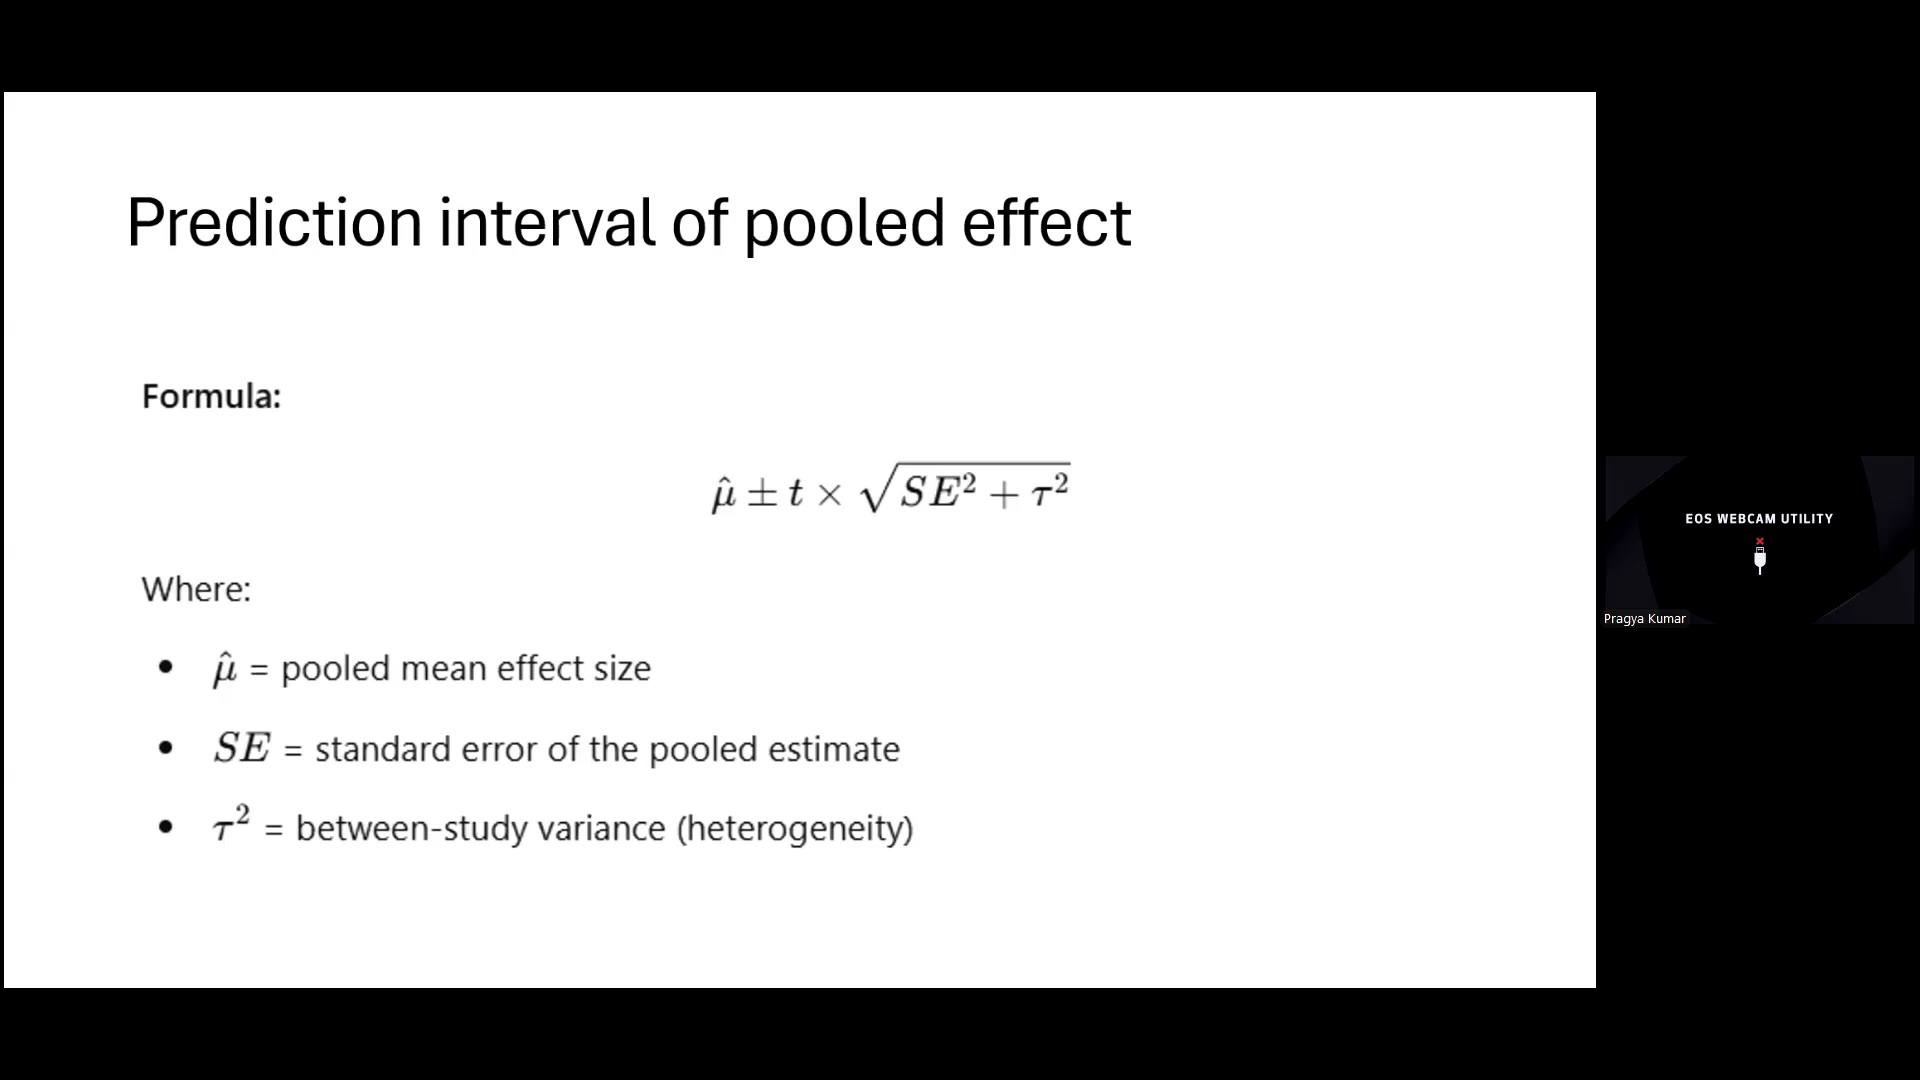 Prediction interval of pooled effect
Formula:
μ̂ ± t × √(SE² + τ²)
Where:
• μ̂ = pooled mean effect size
• SE = standard error of the pooled estimate
• τ² = between-study variance (heterogeneity)
EOS WEBCAM UTILITY
Pragya Kumar